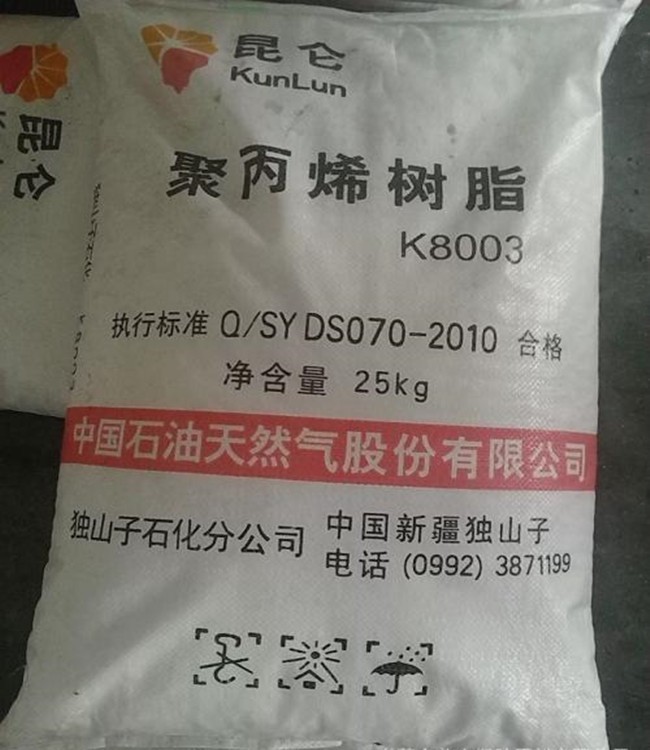 昆仑
KunLun
聚丙烯树脂
K8003
执行标准 Q/SY DS070-2010 合格
净含量 25kg
中国石油天然气股份有限公司
独山子石化分公司
中国新疆独山子
电话 (0992) 3871199
昆仑